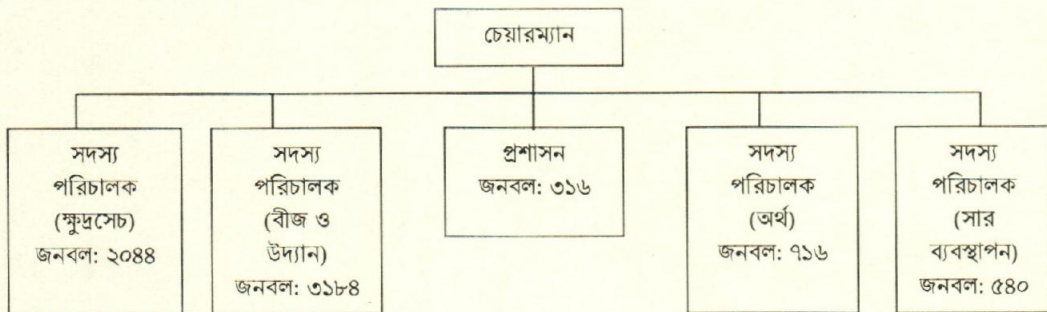 চেয়ারম্যান
সদস্য
পরিচালক
(ক্ষুদ্রসেচ)
জনবল: ২০৪৪
সদস্য
পরিচালক
(বীজ ও
উদ্যান)
জনবল: ৩১৮৪
প্রশাসন
জনবল: ৩১৬
সদস্য
পরিচালক
(অর্থ)
জনবল: ৭১৬
সদস্য
পরিচালক
(সার
ব্যবস্থাপন)
জনবল: ৫৪০